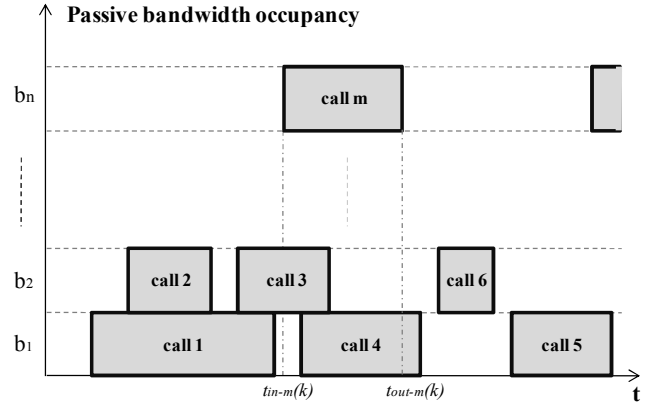 Passive bandwidth occupancy
bn
call m
b2
call 2
call 3
call 6
b1
call 1
call 4
call 5
tin-m(k)
tout-m(k)
t